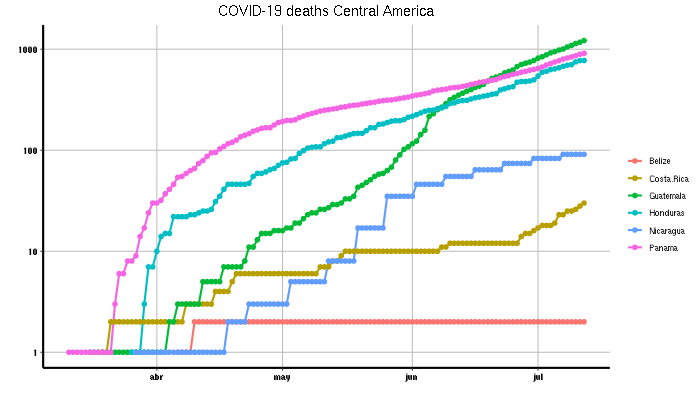 COVID-19 deaths Central America
1000
100
10
1
abr
may
jun
jul
Belize
Costa.Rica
Guatemala
Honduras
Nicaragua
Panama